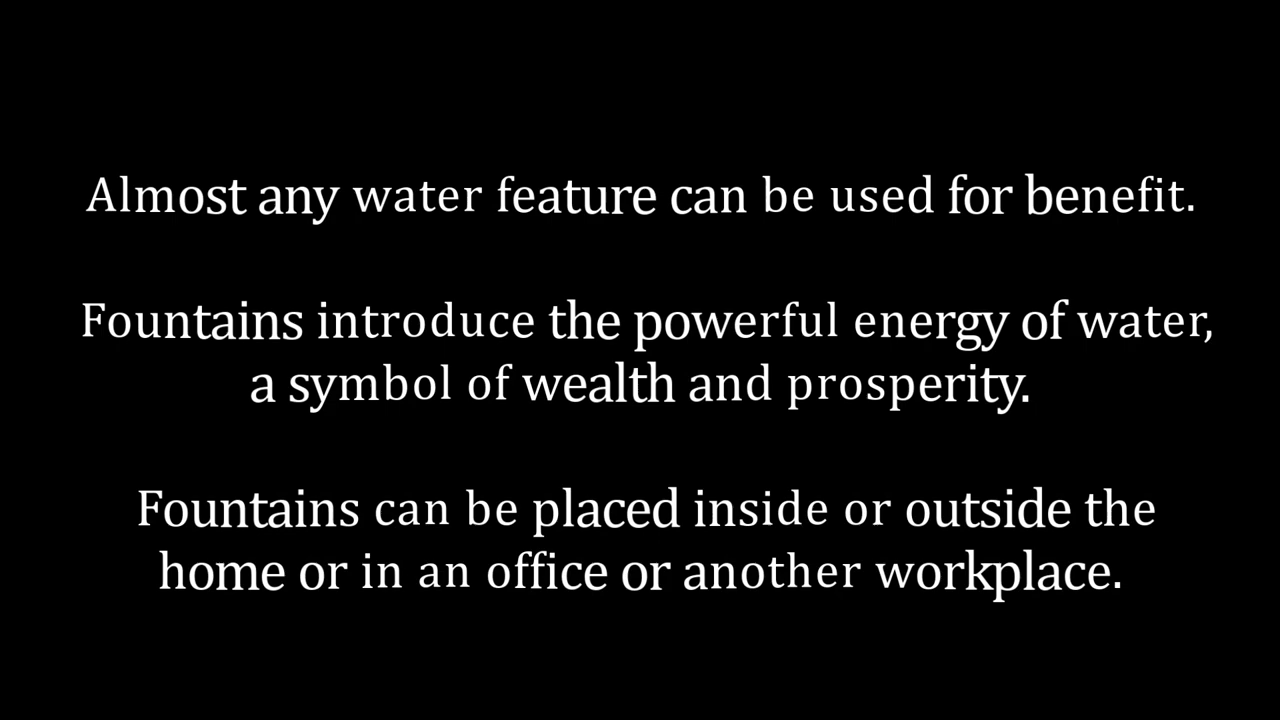 Almost any water feature can be used for benefit.
Fountains introduce the powerful energy of water,
a symbol of wealth and prosperity.
Fountains can be placed inside or outside the
home or in an office or another workplace.